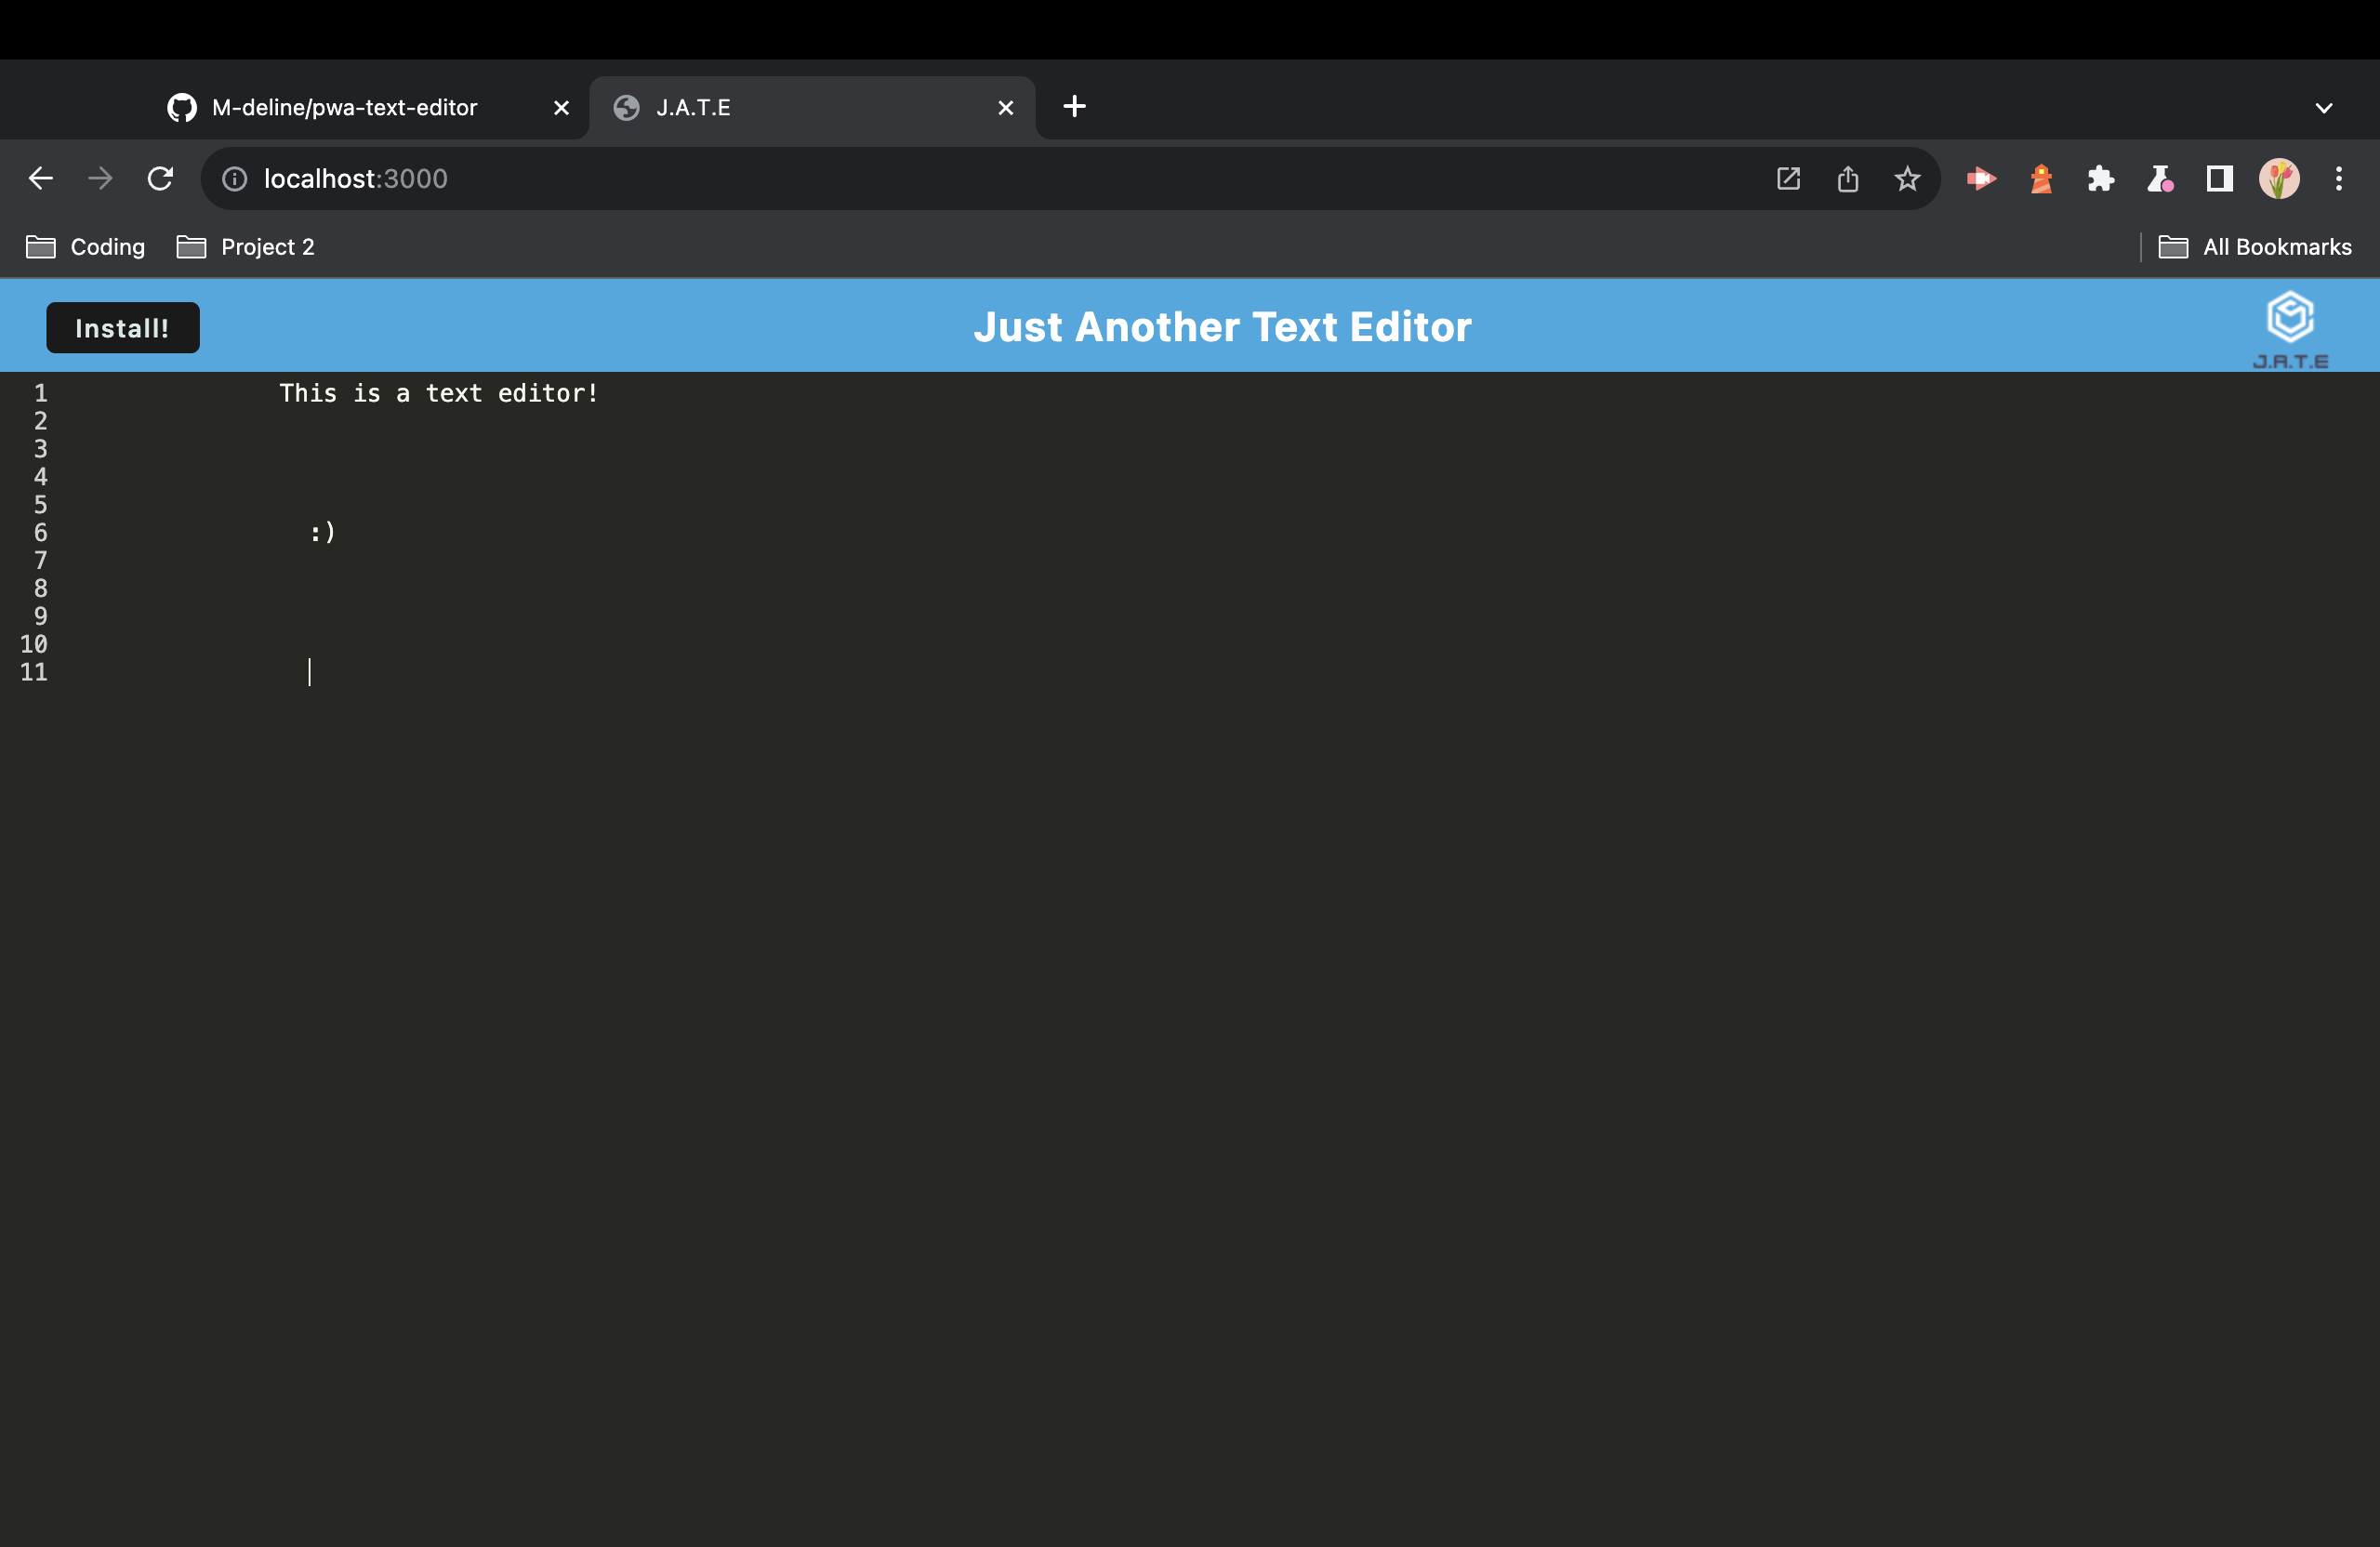 M-deline/pwa-text-editor
J.A.T.E
localhost:3000
Coding
Project 2
All Bookmarks
Install!
Just Another Text Editor
J.A.T.E
1 This is a text editor!
2
3
4
5
6 :)
7
8
9
10
11